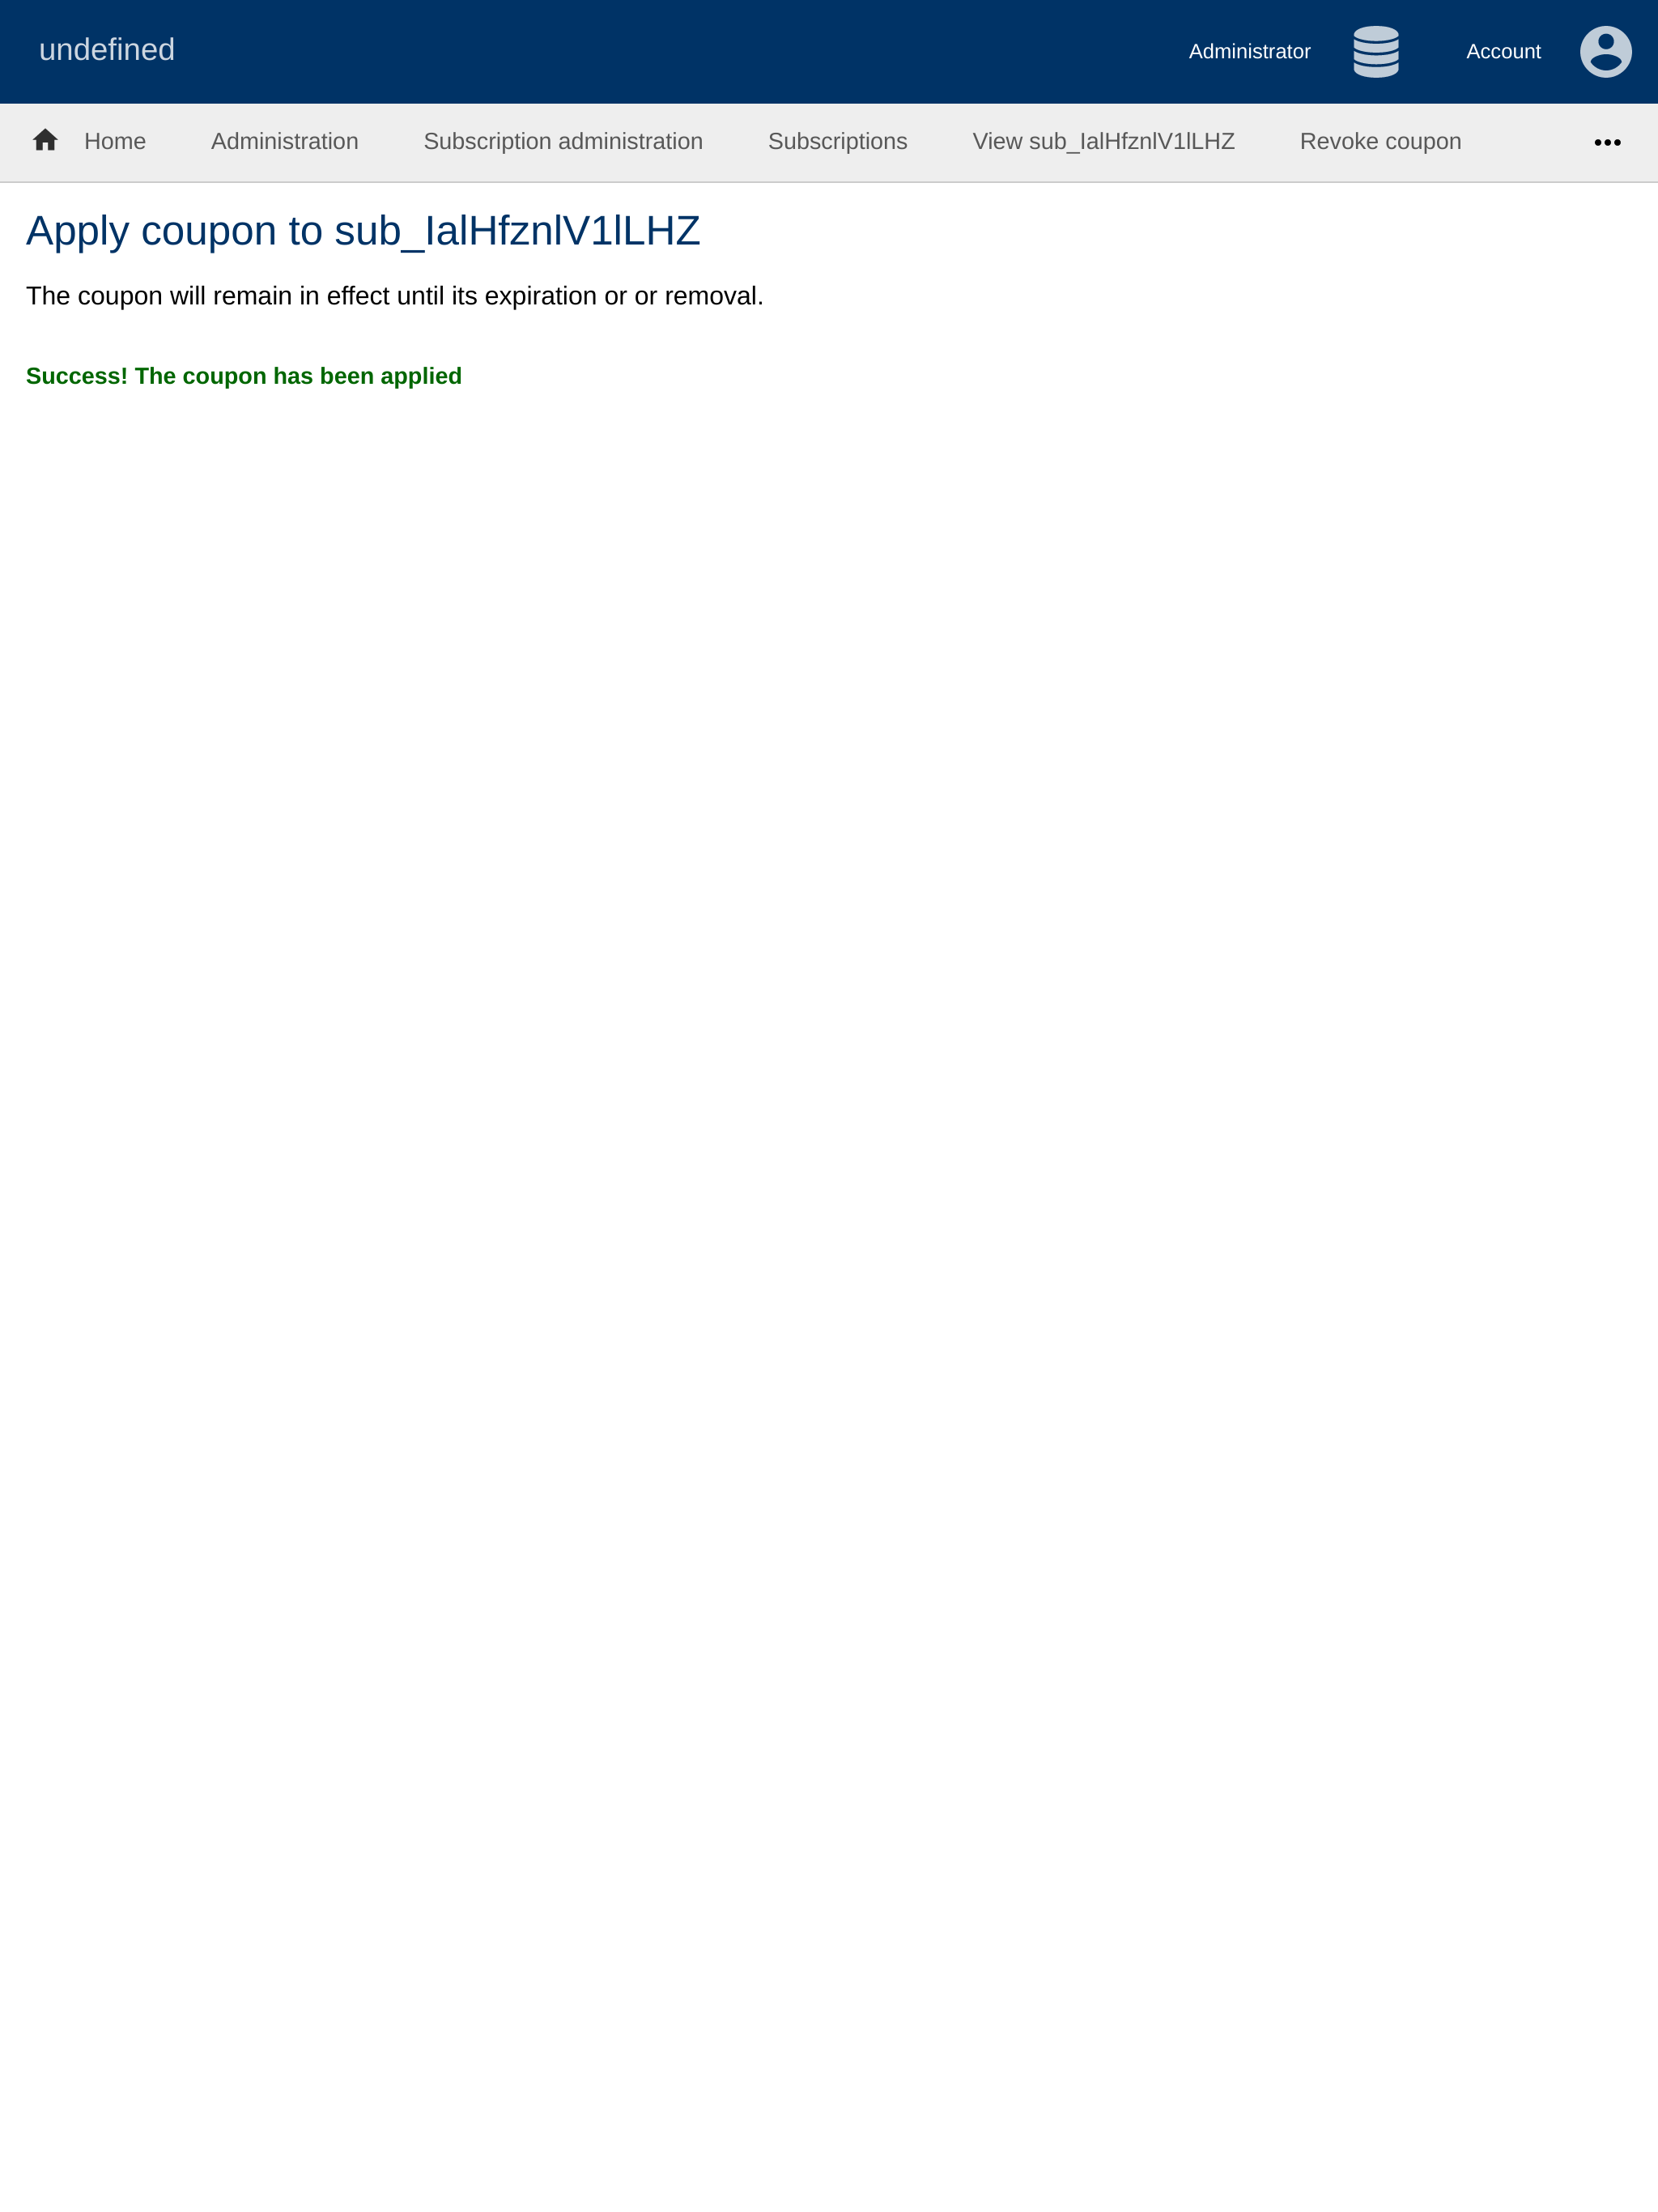 undefined
Administrator
Account
Home
Administration
Subscription administration
Subscriptions
View sub_IalHfznlV1lLHZ
Revoke coupon
Apply coupon to sub_IalHfznlV1lLHZ
The coupon will remain in effect until its expiration or or removal.
Success! The coupon has been applied